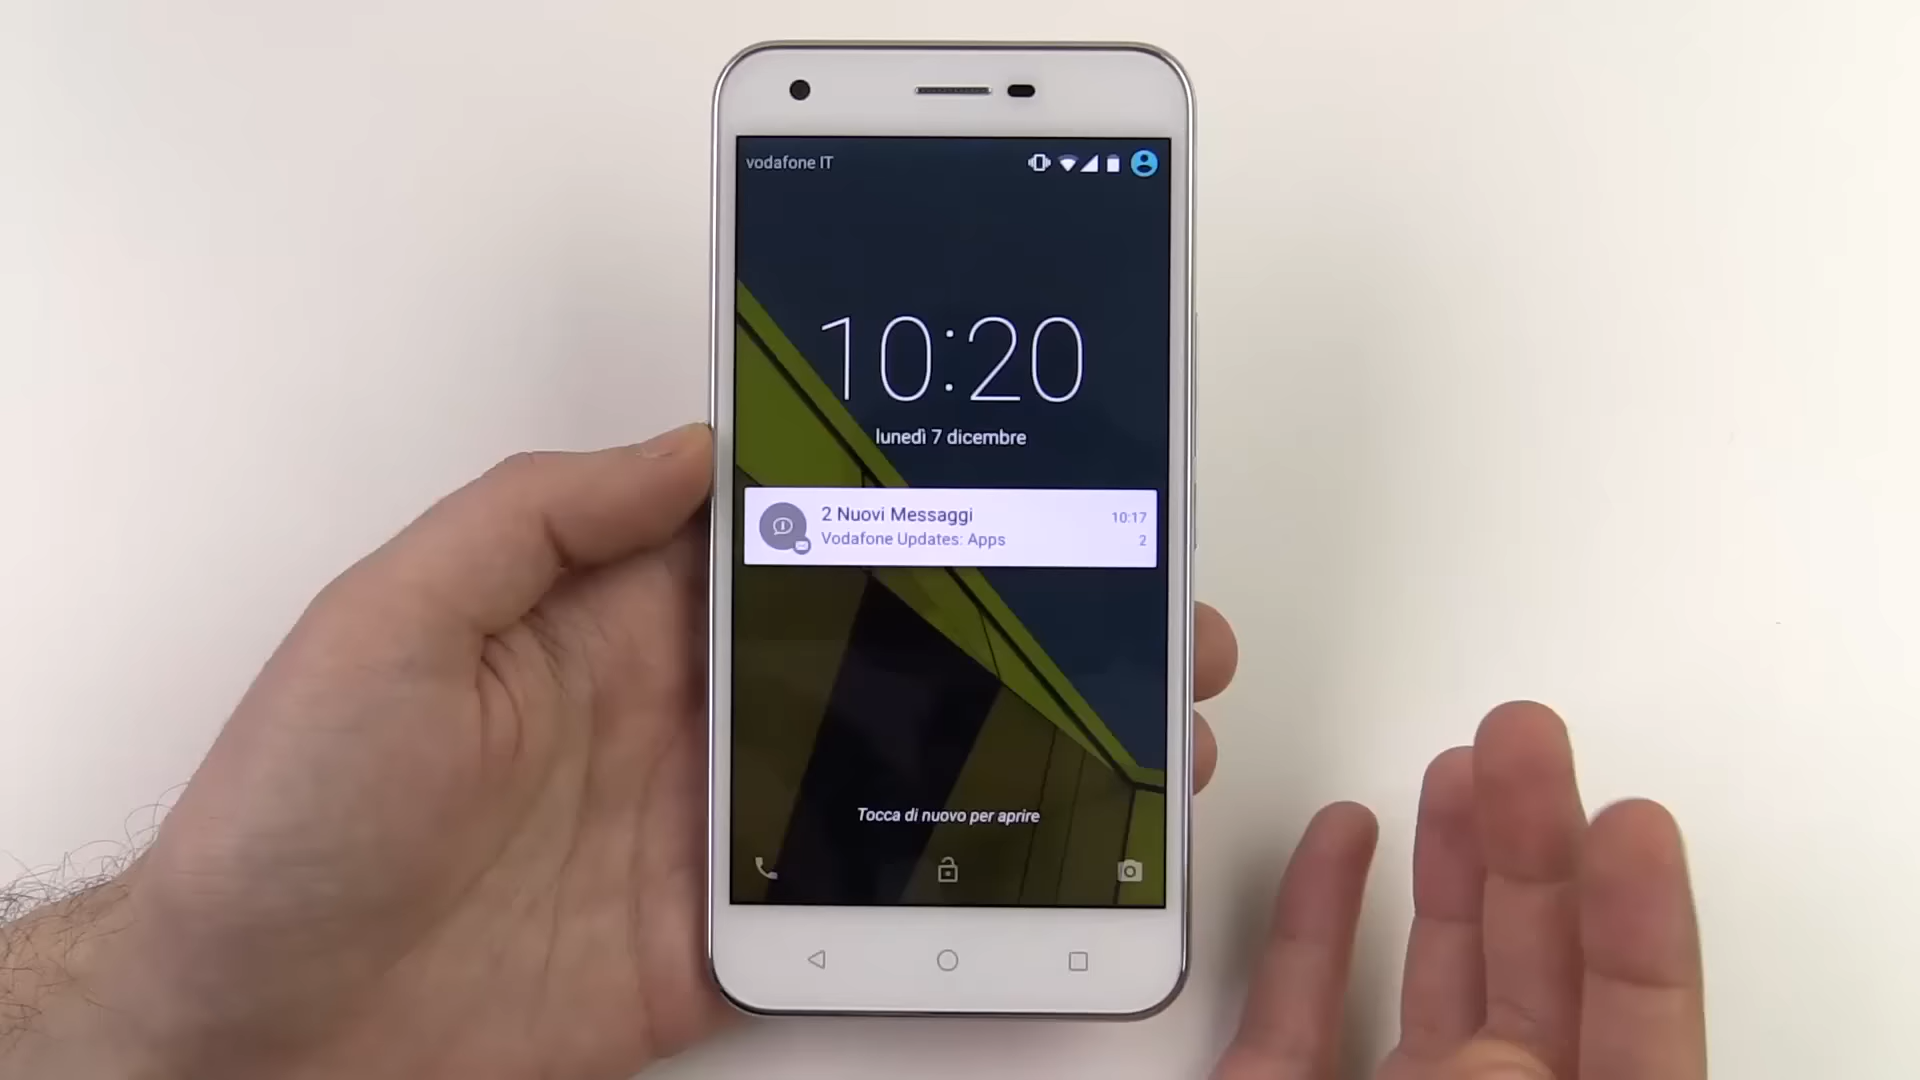 vodafone IT
10:20
lunedì 7 dicembre
2 Nuovi Messaggi 10:17
Vodafone Updates: Apps 2
Tocca di nuovo per aprire